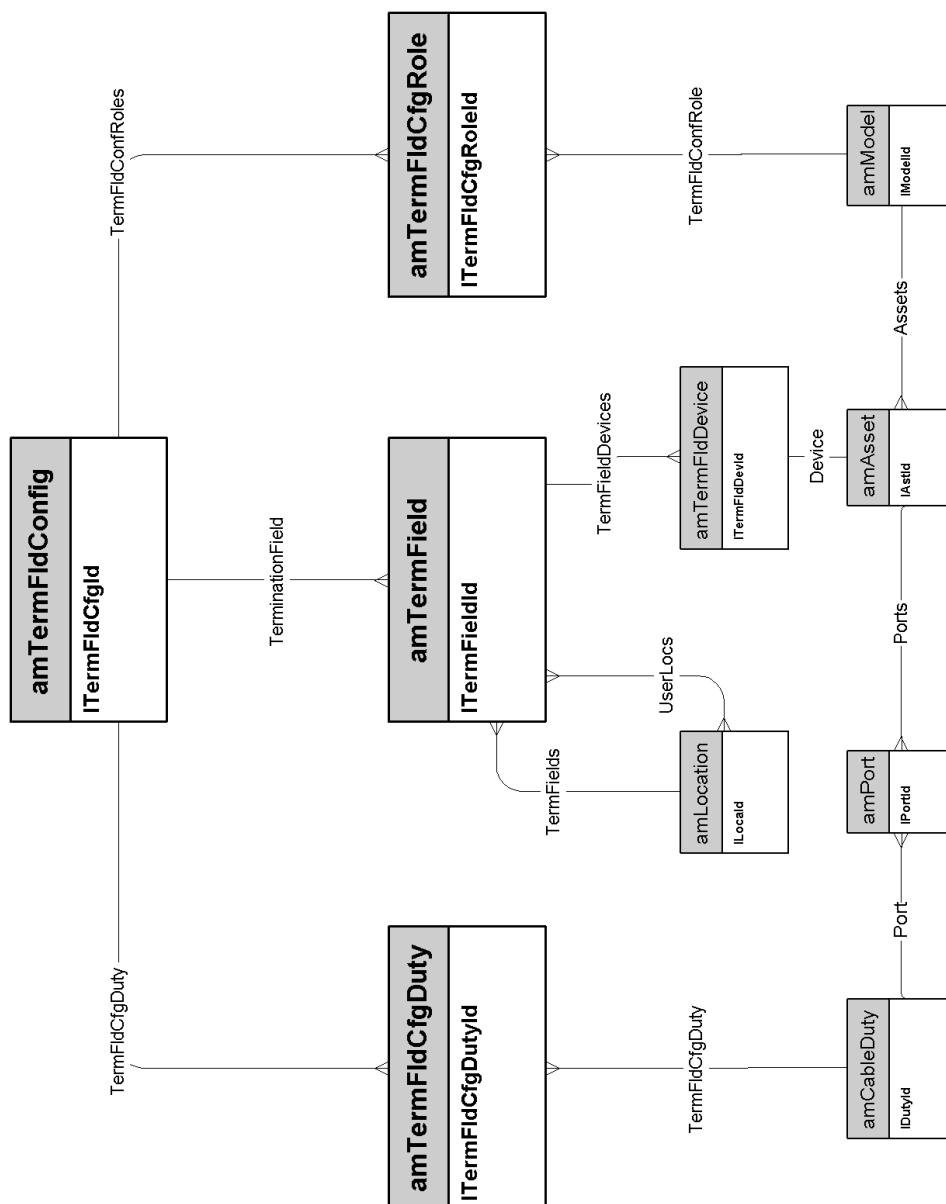 amTermFldConfig
lTermFldCfgId
TermFldCfgDuty
TermFldConfRoles
TerminationField
amTermFldCfgDuty
lTermFldCfgDutyId
amTermField
lTermFieldId
amTermFldCfgRole
lTermFldCfgRoleId
TermFields
UserLocs
TermFieldDevices
TermFldCfgDuty
TermFldConfRole
amLocation
lLocaId
amTermFldDevice
lTermFldDevId
Device
amCableDuty
lDutyId
Port
amPort
lPortId
Ports
amAsset
lAstId
Assets
amModel
lModelId